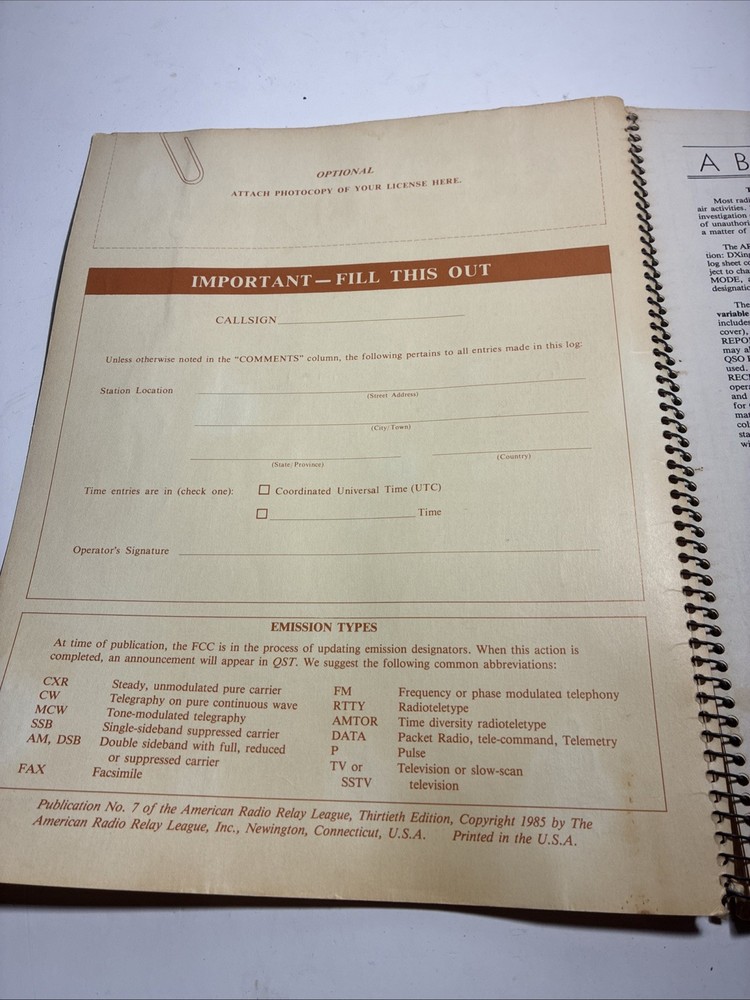 OPTIONAL
ATTACH PHOTOCOPY OF YOUR LICENSE HERE.
IMPORTANT — FILL THIS OUT
CALLSIGN
Unless otherwise noted in the "COMMENTS" column, the following pertains to all entries made in this log:
Station Location
(Street Address)
(City/Town)
(State/Province) (Country)
Time entries are in (check one): Coordinated Universal Time (UTC)
Time
Operator's Signature
EMISSION TYPES
At time of publication, the FCC is in the process of updating emission designators. When this action is
completed, an announcement will appear in QST. We suggest the following common abbreviations:
CXR Steady, unmodulated pure carrier
CW Telegraphy on pure continuous wave
MCW Tone-modulated telegraphy
SSB Single-sideband suppressed carrier
AM, DSB Double sideband with full, reduced
or suppressed carrier
FAX Facsimile
FM Frequency or phase modulated telephony
RTTY Radioteletype
AMTOR Time diversity radioteletype
DATA Packet Radio, tele-command, Telemetry
P Pulse
TV or Television or slow-scan
SSTV television
Publication No. 7 of the American Radio Relay League, Thirtieth Edition, Copyright 1985 by The
American Radio Relay League, Inc., Newington, Connecticut, U.S.A. Printed in the U.S.A.
A B
Most radi
air activities.
investigation
of unauthori
a matter of
The AR
tion: DXing
log sheet co
ject to cha
MODE, a
designatic
The
variable
includes
cover),
REPO
may al
QSO
used.
REC
oper
and
for
mat
col
sta
wi